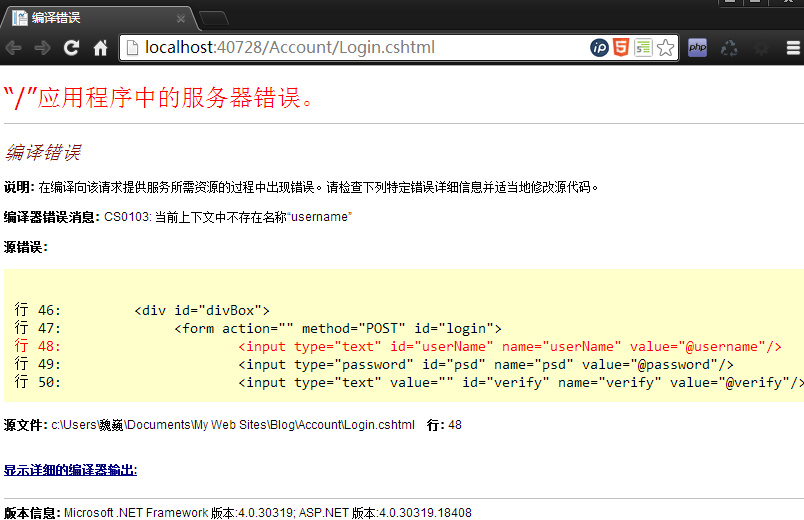 编译错误
localhost:40728/Account/Login.cshtml
“/”应用程序中的服务器错误。
编译错误
说明: 在编译向该请求提供服务所需资源的过程中出现错误。请检查下列特定错误详细信息并适当地修改源代码。
编译器错误消息: CS0103: 当前上下文中不存在名称“username”
源错误:
行 46: <div id="divBox">
行 47: <form action="" method="POST" id="login">
行 48: <input type="text" id="userName" name="userName" value="@username"/>
行 49: <input type="password" id="psd" name="psd" value="@password"/>
行 50: <input type="text" value="" id="verify" name="verify" value="@verify"/>
源文件: c:\Users\魏巍\Documents\My Web Sites\Blog\Account\Login.cshtml 行: 48
显示详细的编译器输出:
版本信息: Microsoft .NET Framework 版本:4.0.30319; ASP.NET 版本:4.0.30319.18408